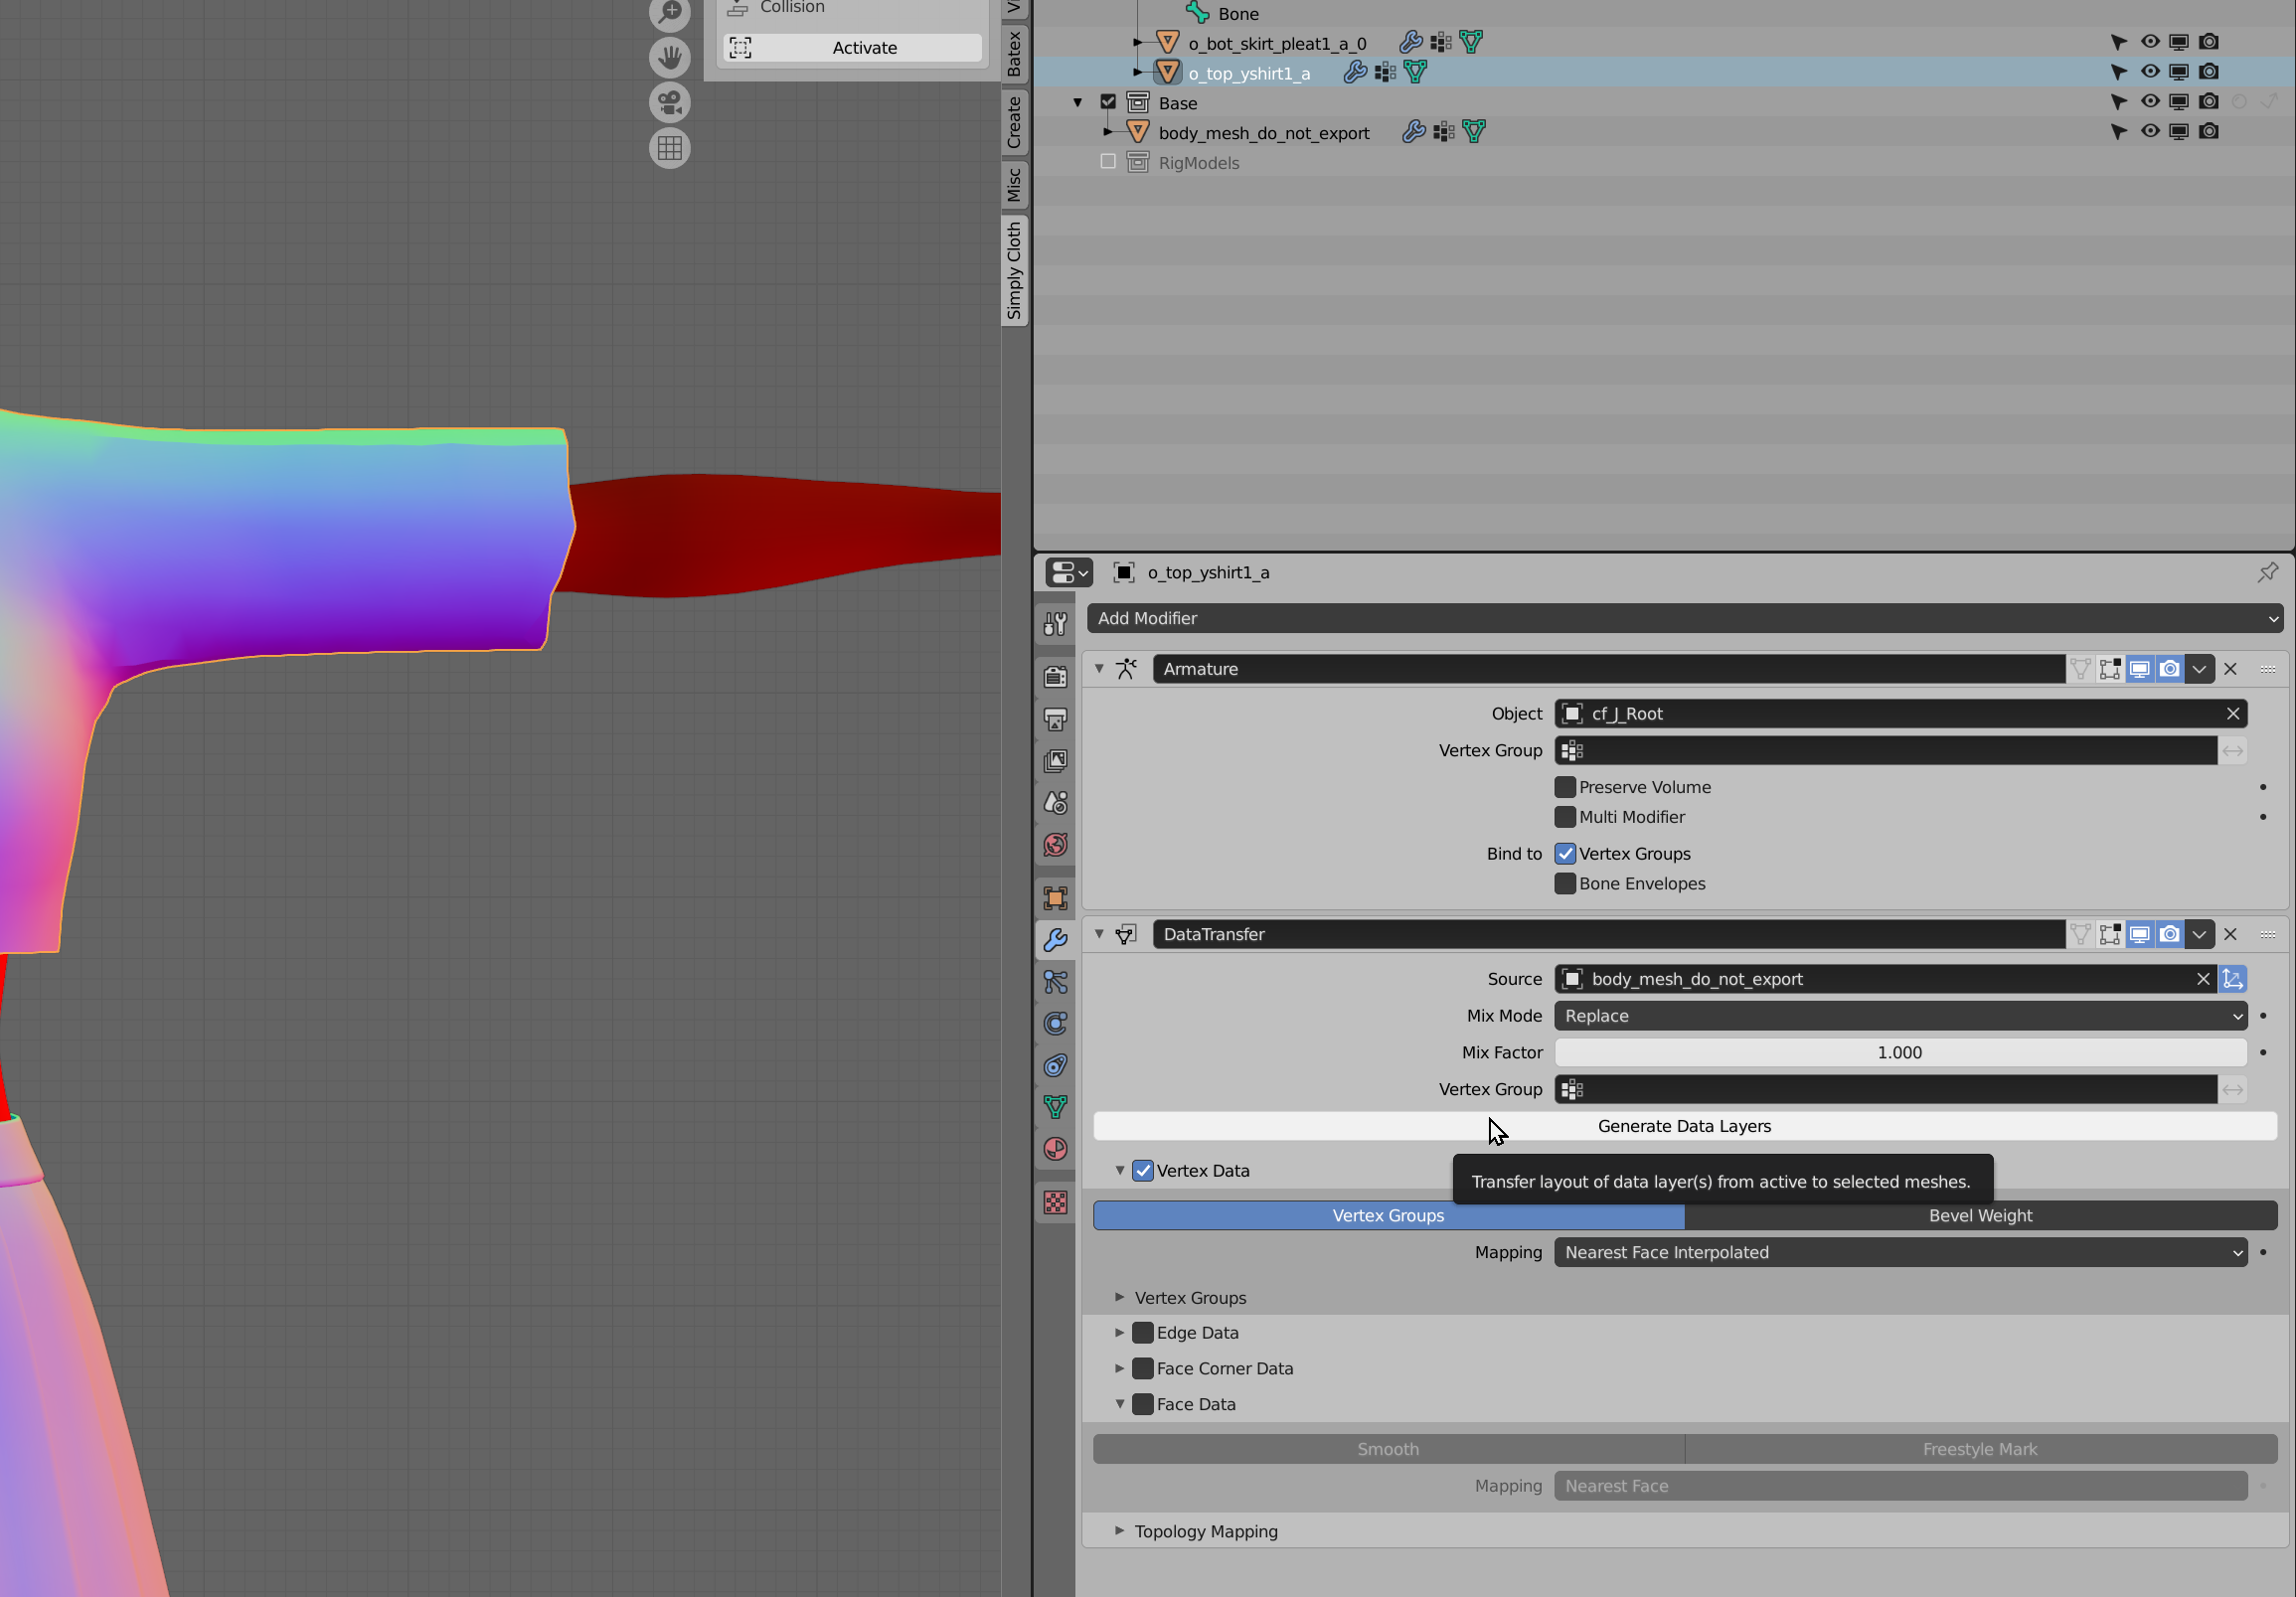 Collision
Activate
V
Batex
Create
Misc
Simply Cloth
Bone
o_bot_skirt_pleat1_a_0
o_top_yshirt1_a
Base
body_mesh_do_not_export
RigModels
o_top_yshirt1_a
Add Modifier
Armature
Object cf_J_Root
Vertex Group
Preserve Volume
Multi Modifier
Bind to Vertex Groups
Bone Envelopes
DataTransfer
Source body_mesh_do_not_export
Mix Mode Replace
Mix Factor 1.000
Vertex Group
Generate Data Layers
Vertex Data
Transfer layout of data layer(s) from active to selected meshes.
Vertex Groups Bevel Weight
Mapping Nearest Face Interpolated
Vertex Groups
Edge Data
Face Corner Data
Face Data
Smooth Freestyle Mark
Mapping Nearest Face
Topology Mapping